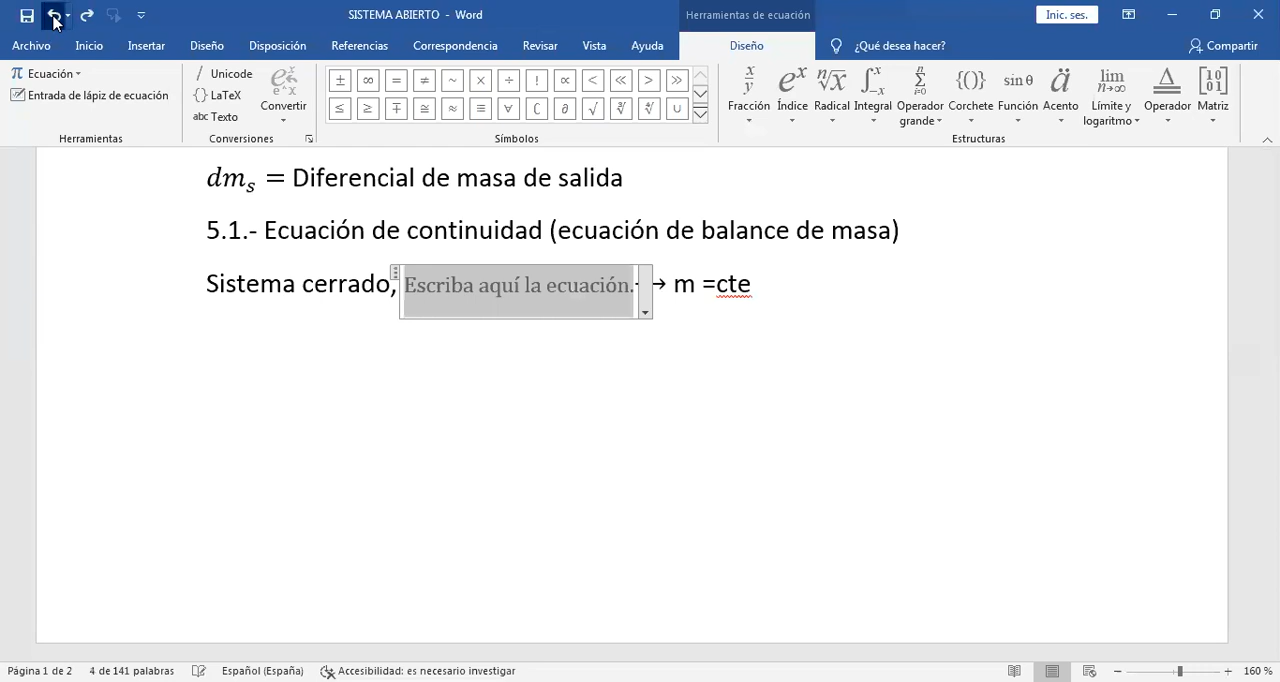 SISTEMA ABIERTO - Word
Herramientas de ecuación
Inic. ses.
Archivo Inicio Insertar Diseño Disposición Referencias Correspondencia Revisar Vista Ayuda Diseño ¿Qué desea hacer? Compartir
π Ecuación
Entrada de lápiz de ecuación
Herramientas
Unicode
LaTeX
abc Texto
Convertir
Conversiones
± ∞ = ≠ ~ × ÷ ! ∝ < ≪ > ≫
≤ ≥ ∓ ≅ ≈ ≡ ∀ ∁ ∂ √ ∛ ∜ ∪
Símbolos
Fracción Índice Radical Integral Operador grande Corchete Función Acento Límite y logaritmo Operador Matriz
Estructuras
dmₛ = Diferencial de masa de salida
5.1.- Ecuación de continuidad (ecuación de balance de masa)
Sistema cerrado, Escriba aquí la ecuación. → m =cte
Página 1 de 2 4 de 141 palabras Español (España) Accesibilidad: es necesario investigar 160 %